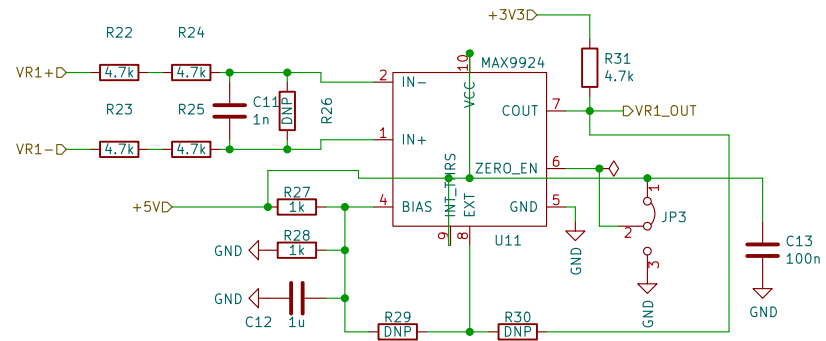 +3V3
R22 R24
10 MAX9924
R31
4.7k
VR1+ 4.7k 4.7k
2 IN-
VCC
C11
1n
DNP
R26
R23 R25
COUT 7 VR1_OUT
VR1- 4.7k 4.7k
1 IN+
INT_THRS
ZERO_EN 6
R27
1k
+5V
4 BIAS
EXT
GND 5
1
JP3
2
3
R28
1k
GND
9 8
U11
GND
C13
100n
GND
C12
1u
GND
GND
R29
DNP
R30
DNP